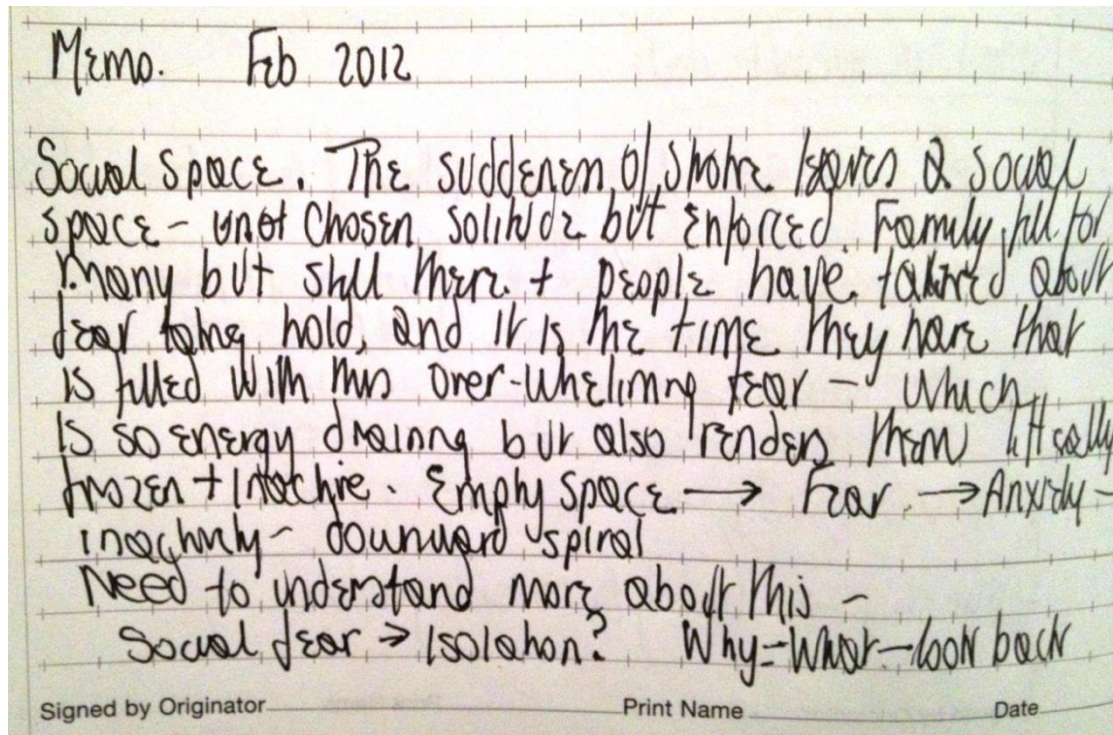 Memo. Feb 2012
Social space. The suddenen of stroke leaves a social
space – not chosen solitude but enforced. Family for
many but still there + people have talked about
fear taking hold, and it is the time they have that
is filled with this over-whelming fear – which
is so energy draining but also renders them litterally
frozen + inactive. Empty space → Fear → Anxiety –
inactivity – downward spiral
Need to understand more about this –
Social fear → Isolation? Why – What – look back
Signed by Originator Print Name Date